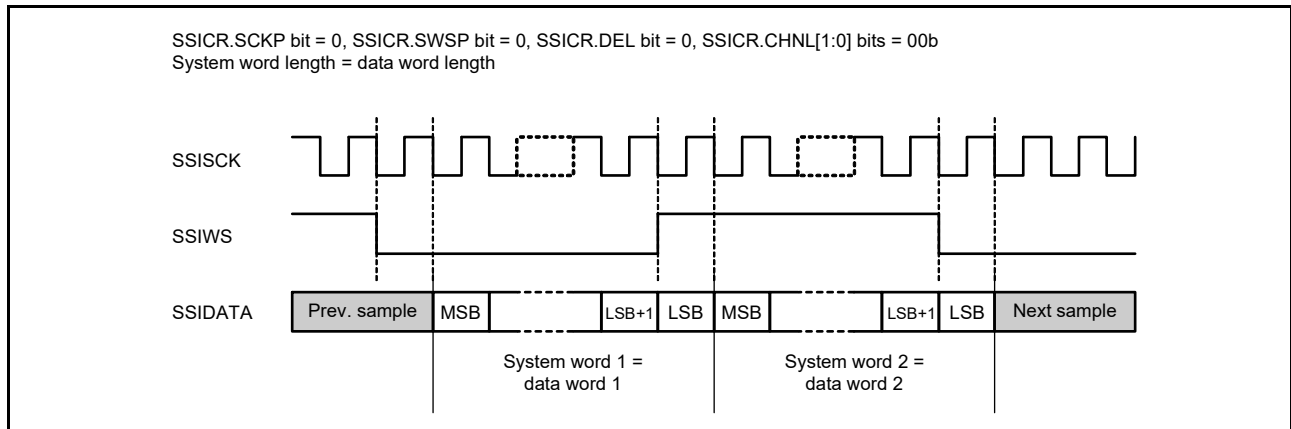 SSICR.SCKP bit = 0, SSICR.SWSP bit = 0, SSICR.DEL bit = 0, SSICR.CHNL[1:0] bits = 00b
System word length = data word length
SSISCK
SSIWS
SSIDATA Prev. sample MSB LSB+1 LSB MSB LSB+1 LSB Next sample
System word 1 = System word 2 =
data word 1 data word 2